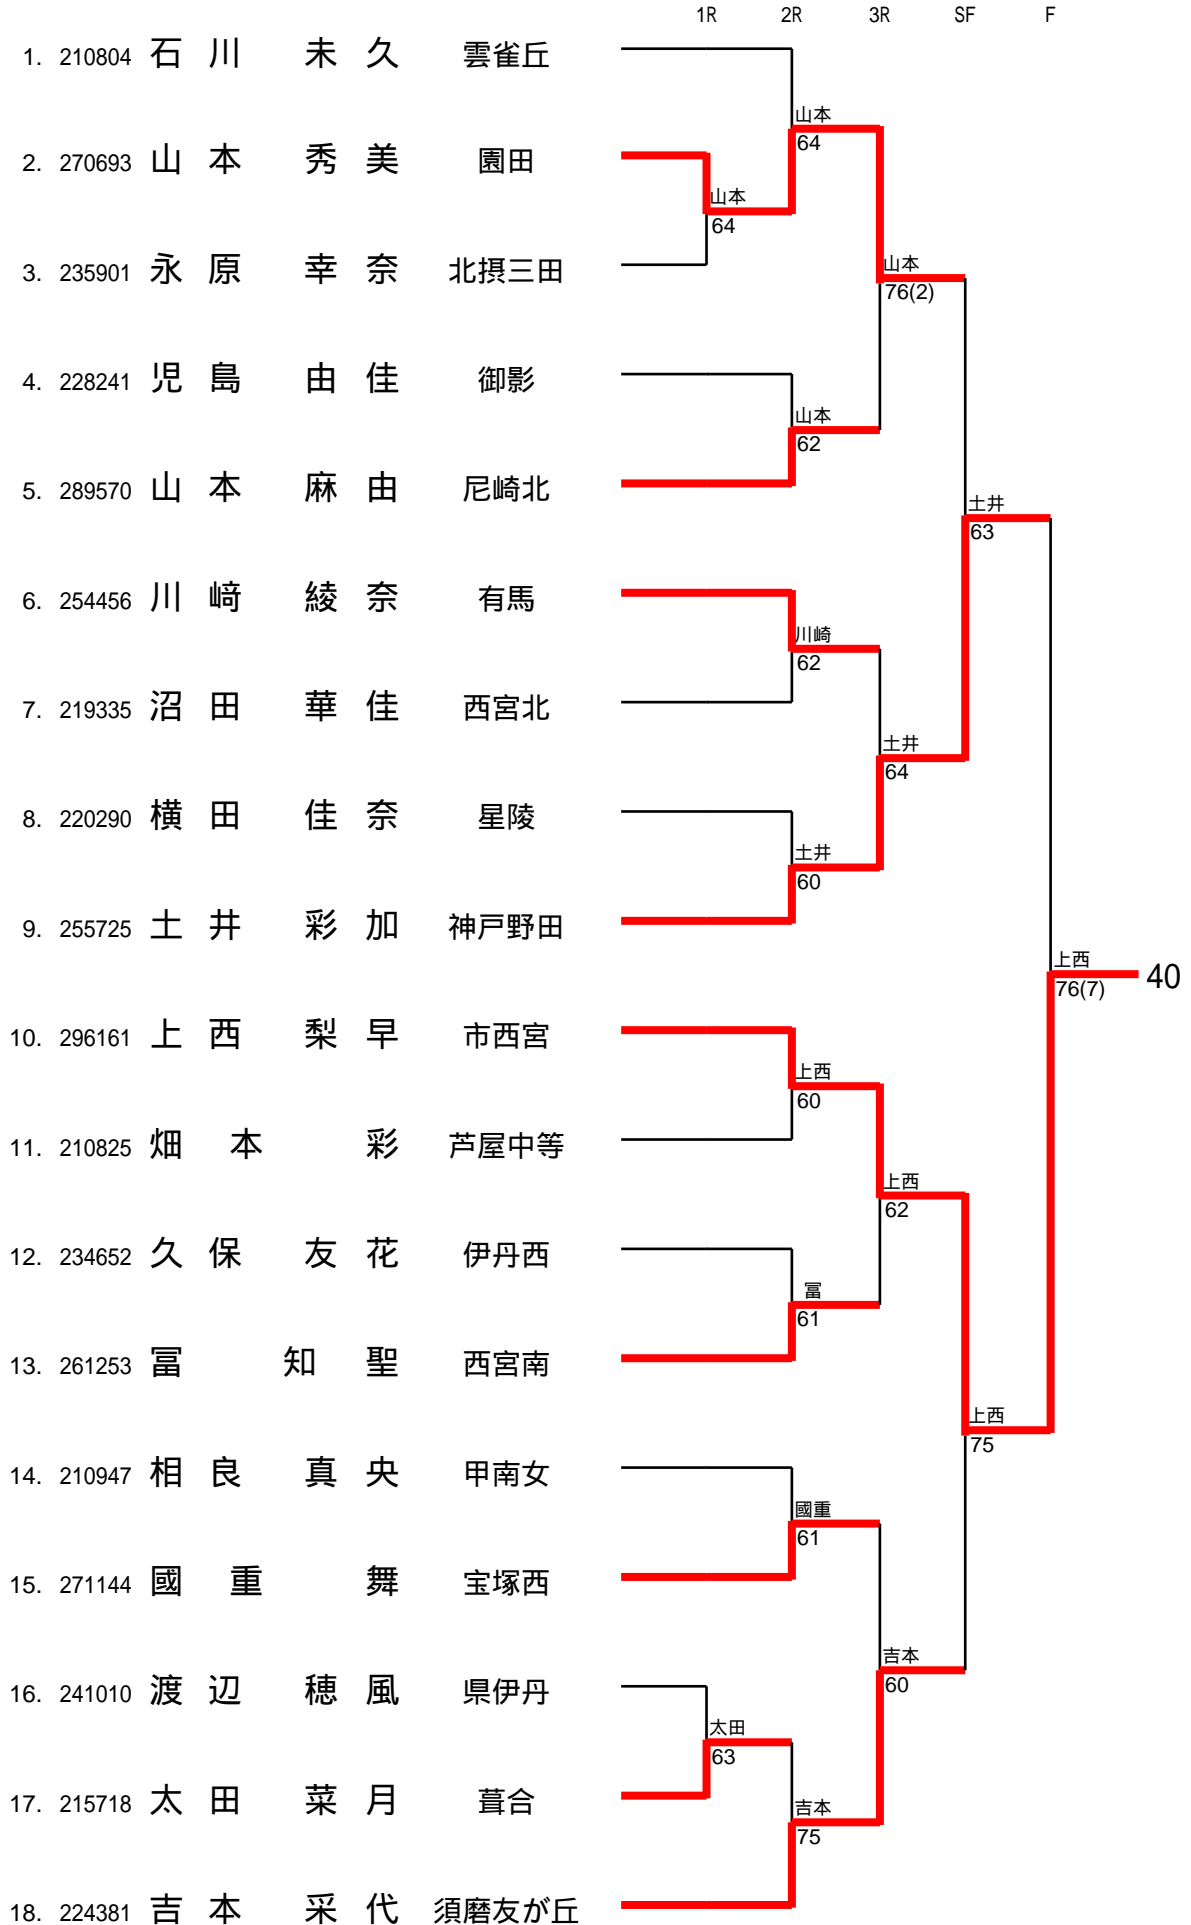 1R 2R 3R SF F
1. 210804 石川 未久 雲雀丘
山本
64
2. 270693 山本 秀美 園田
山本
64
3. 235901 永原 幸奈 北摂三田
山本
76(2)
4. 228241 児島 由佳 御影
山本
62
5. 289570 山本 麻由 尼崎北
土井
63
6. 254456 川﨑 綾奈 有馬
川崎
62
7. 219335 沼田 華佳 西宮北
土井
64
8. 220290 横田 佳奈 星陵
土井
60
9. 255725 土井 彩加 神戸野田
上西
76(7) 40
10. 296161 上西 梨早 市西宮
上西
60
11. 210825 畑本 彩 芦屋中等
上西
62
12. 234652 久保 友花 伊丹西
冨
61
13. 261253 冨 知聖 西宮南
上西
75
14. 210947 相良 真央 甲南女
國重
61
15. 271144 國重 舞 宝塚西
吉本
60
16. 241010 渡辺 穂風 県伊丹
太田
63
17. 215718 太田 菜月 葺合
吉本
75
18. 224381 吉本 采代 須磨友が丘